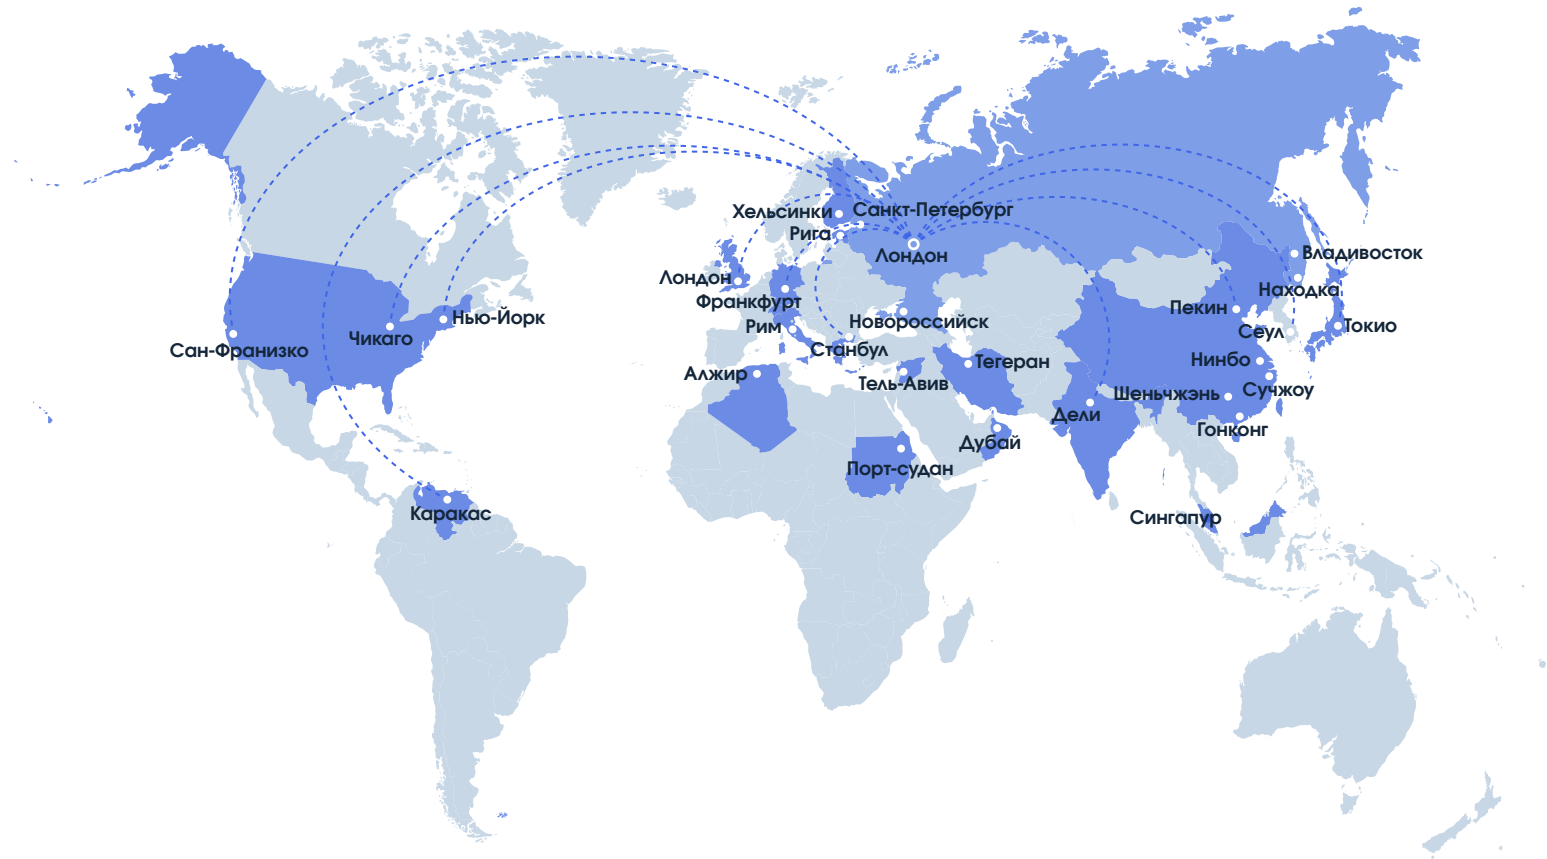 Хельсинки
Санкт-Петербург
Рига
Лондон
Владивосток
Лондон
Франкфурт
Находка
Пекин
Нью-Йорк
Новороссийск
Рим
Токио
Сеул
Чикаго
Сан-Франизко
Станбул
Тегеран
Нинбо
Алжир
Тель-Авив
Шеньчжэнь
Сучжоу
Дели
Гонконг
Дубай
Порт-судан
Каракас
Сингапур